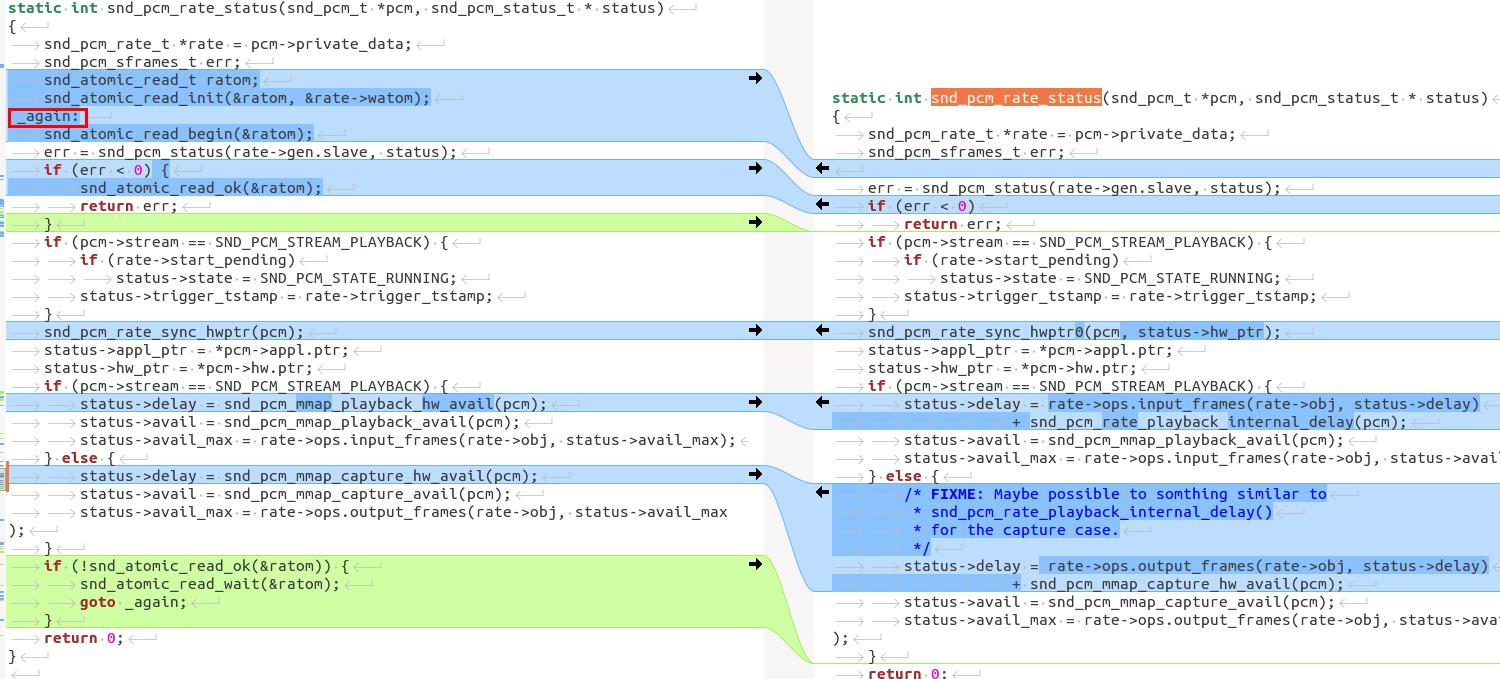 static int snd_pcm_rate_status(snd_pcm_t *pcm, snd_pcm_status_t * status)
{
snd_pcm_rate_t *rate = pcm->private_data;
snd_pcm_sframes_t err;
snd_atomic_read_t ratom;
snd_atomic_read_init(&ratom, &rate->watom);
_again:
snd_atomic_read_begin(&ratom);
err = snd_pcm_status(rate->gen.slave, status);
if (err < 0) {
snd_atomic_read_ok(&ratom);
return err;
}
if (pcm->stream == SND_PCM_STREAM_PLAYBACK) {
if (rate->start_pending)
status->state = SND_PCM_STATE_RUNNING;
status->trigger_tstamp = rate->trigger_tstamp;
}
snd_pcm_rate_sync_hwptr(pcm);
status->appl_ptr = *pcm->appl.ptr;
status->hw_ptr = *pcm->hw.ptr;
if (pcm->stream == SND_PCM_STREAM_PLAYBACK) {
status->delay = snd_pcm_mmap_playback_hw_avail(pcm);
status->avail = snd_pcm_mmap_playback_avail(pcm);
status->avail_max = rate->ops.input_frames(rate->obj, status->avail_max);
} else {
status->delay = snd_pcm_mmap_capture_hw_avail(pcm);
status->avail = snd_pcm_mmap_capture_avail(pcm);
status->avail_max = rate->ops.output_frames(rate->obj, status->avail_max
);
}
if (!snd_atomic_read_ok(&ratom)) {
snd_atomic_read_wait(&ratom);
goto _again;
}
return 0;
}
static int snd_pcm_rate_status(snd_pcm_t *pcm, snd_pcm_status_t * status)
{
snd_pcm_rate_t *rate = pcm->private_data;
snd_pcm_sframes_t err;
err = snd_pcm_status(rate->gen.slave, status);
if (err < 0)
return err;
if (pcm->stream == SND_PCM_STREAM_PLAYBACK) {
if (rate->start_pending)
status->state = SND_PCM_STATE_RUNNING;
status->trigger_tstamp = rate->trigger_tstamp;
}
snd_pcm_rate_sync_hwptr0(pcm, status->hw_ptr);
status->appl_ptr = *pcm->appl.ptr;
status->hw_ptr = *pcm->hw.ptr;
if (pcm->stream == SND_PCM_STREAM_PLAYBACK) {
status->delay = rate->ops.input_frames(rate->obj, status->delay)
+ snd_pcm_rate_playback_internal_delay(pcm);
status->avail = snd_pcm_mmap_playback_avail(pcm);
status->avail_max = rate->ops.input_frames(rate->obj, status->avai
} else {
/* FIXME: Maybe possible to somthing similar to
* snd_pcm_rate_playback_internal_delay()
* for the capture case.
*/
status->delay = rate->ops.output_frames(rate->obj, status->delay)
+ snd_pcm_mmap_capture_hw_avail(pcm);
status->avail = snd_pcm_mmap_capture_avail(pcm);
status->avail_max = rate->ops.output_frames(rate->obj, status->ava
);
}
return 0;